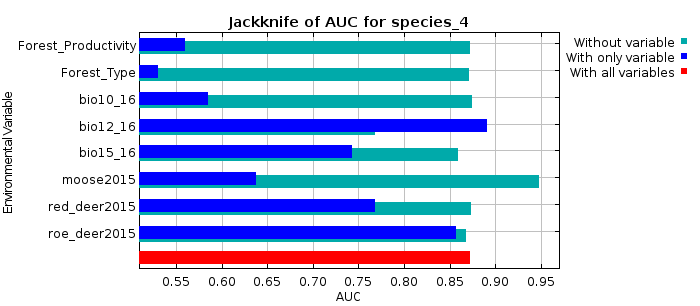 Jackknife of AUC for species_4
Forest_Productivity
Forest_Type
bio10_16
bio12_16
bio15_16
moose2015
red_deer2015
roe_deer2015
Environmental Variable
0.55 0.60 0.65 0.70 0.75 0.80 0.85 0.90 0.95
AUC
Without variable
With only variable
With all variables